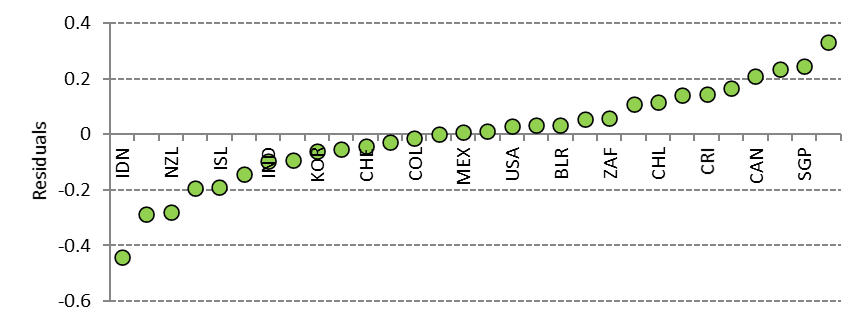 0.4
0.2
0
-0.2
-0.4
-0.6
Residuals
IDN
NZL
ISL
IND
KOR
CHE
COL
MEX
USA
BLR
ZAF
CHL
CRI
CAN
SGP